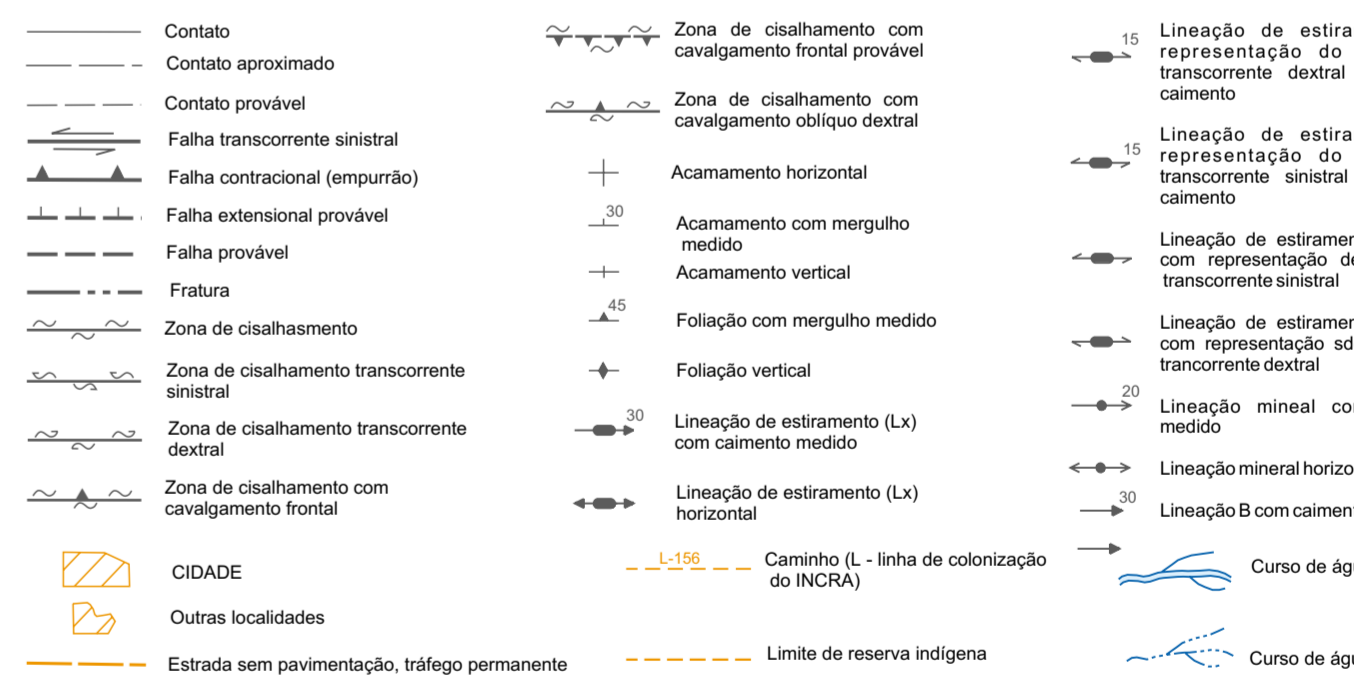 Contato
Contato aproximado
Contato provável
Falha transcorrente sinistral
Falha contracional (empurrão)
Falha extensional provável
Falha provável
Fratura
Zona de cisalhasmento
Zona de cisalhamento transcorrente
sinistral
Zona de cisalhamento transcorrente
dextral
Zona de cisalhamento com
cavalgamento frontal
Zona de cisalhamento com
cavalgamento frontal provável
Zona de cisalhamento com
cavalgamento oblíquo dextral
Acamamento horizontal
30
Acamamento com mergulho
medido
Acamamento vertical
45
Foliação com mergulho medido
Foliação vertical
30
Lineação de estiramento (Lx)
com caimento medido
Lineação de estiramento (Lx)
horizontal
15
Lineação de estira
representação do
transcorrente dextral
caimento
15
Lineação de estira
representação do
transcorrente sinistral
caimento
Lineação de estiramen
com representação de
transcorrente sinistral
Lineação de estiramen
com representação sd
trancorrente dextral
20
Lineação mineal co
medido
Lineação mineral horizo
30
Lineação B com caiment
CIDADE
Outras localidades
Estrada sem pavimentação, tráfego permanente
L-156
Caminho (L - linha de colonização
do INCRA)
Limite de reserva indígena
Curso de águ
Curso de águ